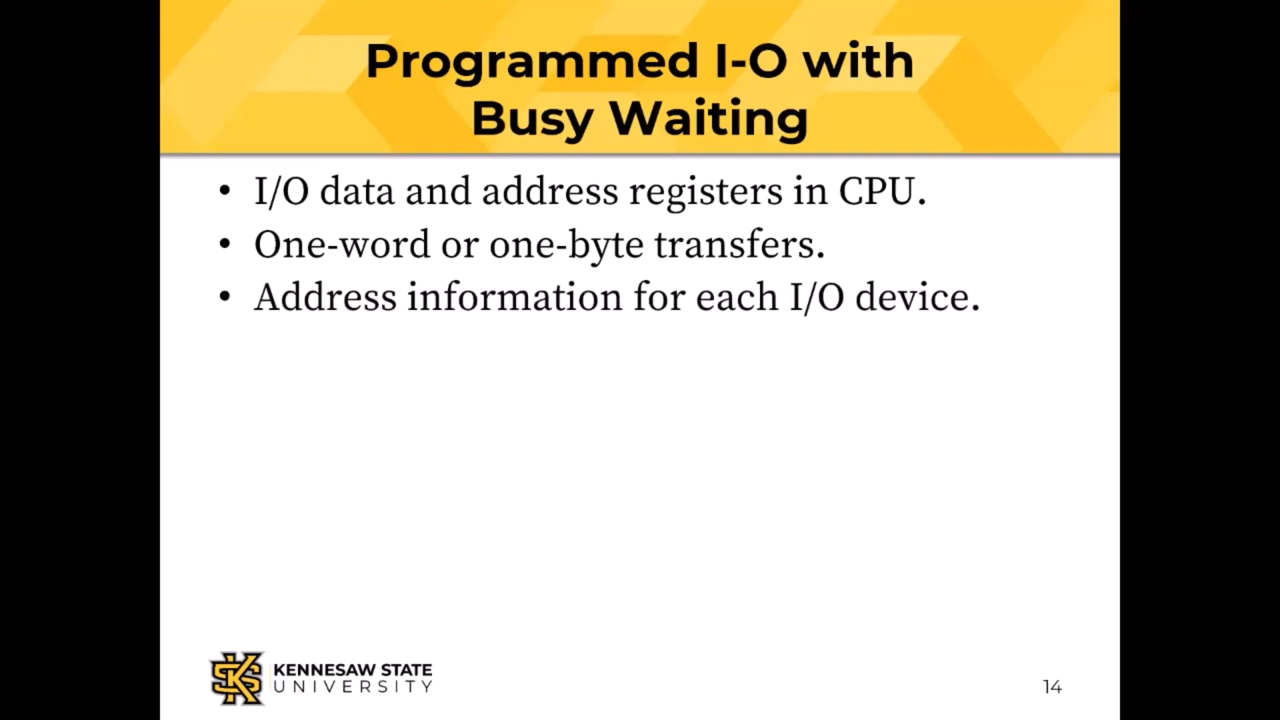 Programmed I-O with
Busy Waiting
• I/O data and address registers in CPU.
• One-word or one-byte transfers.
• Address information for each I/O device.
KENNESAW STATE
UNIVERSITY
14